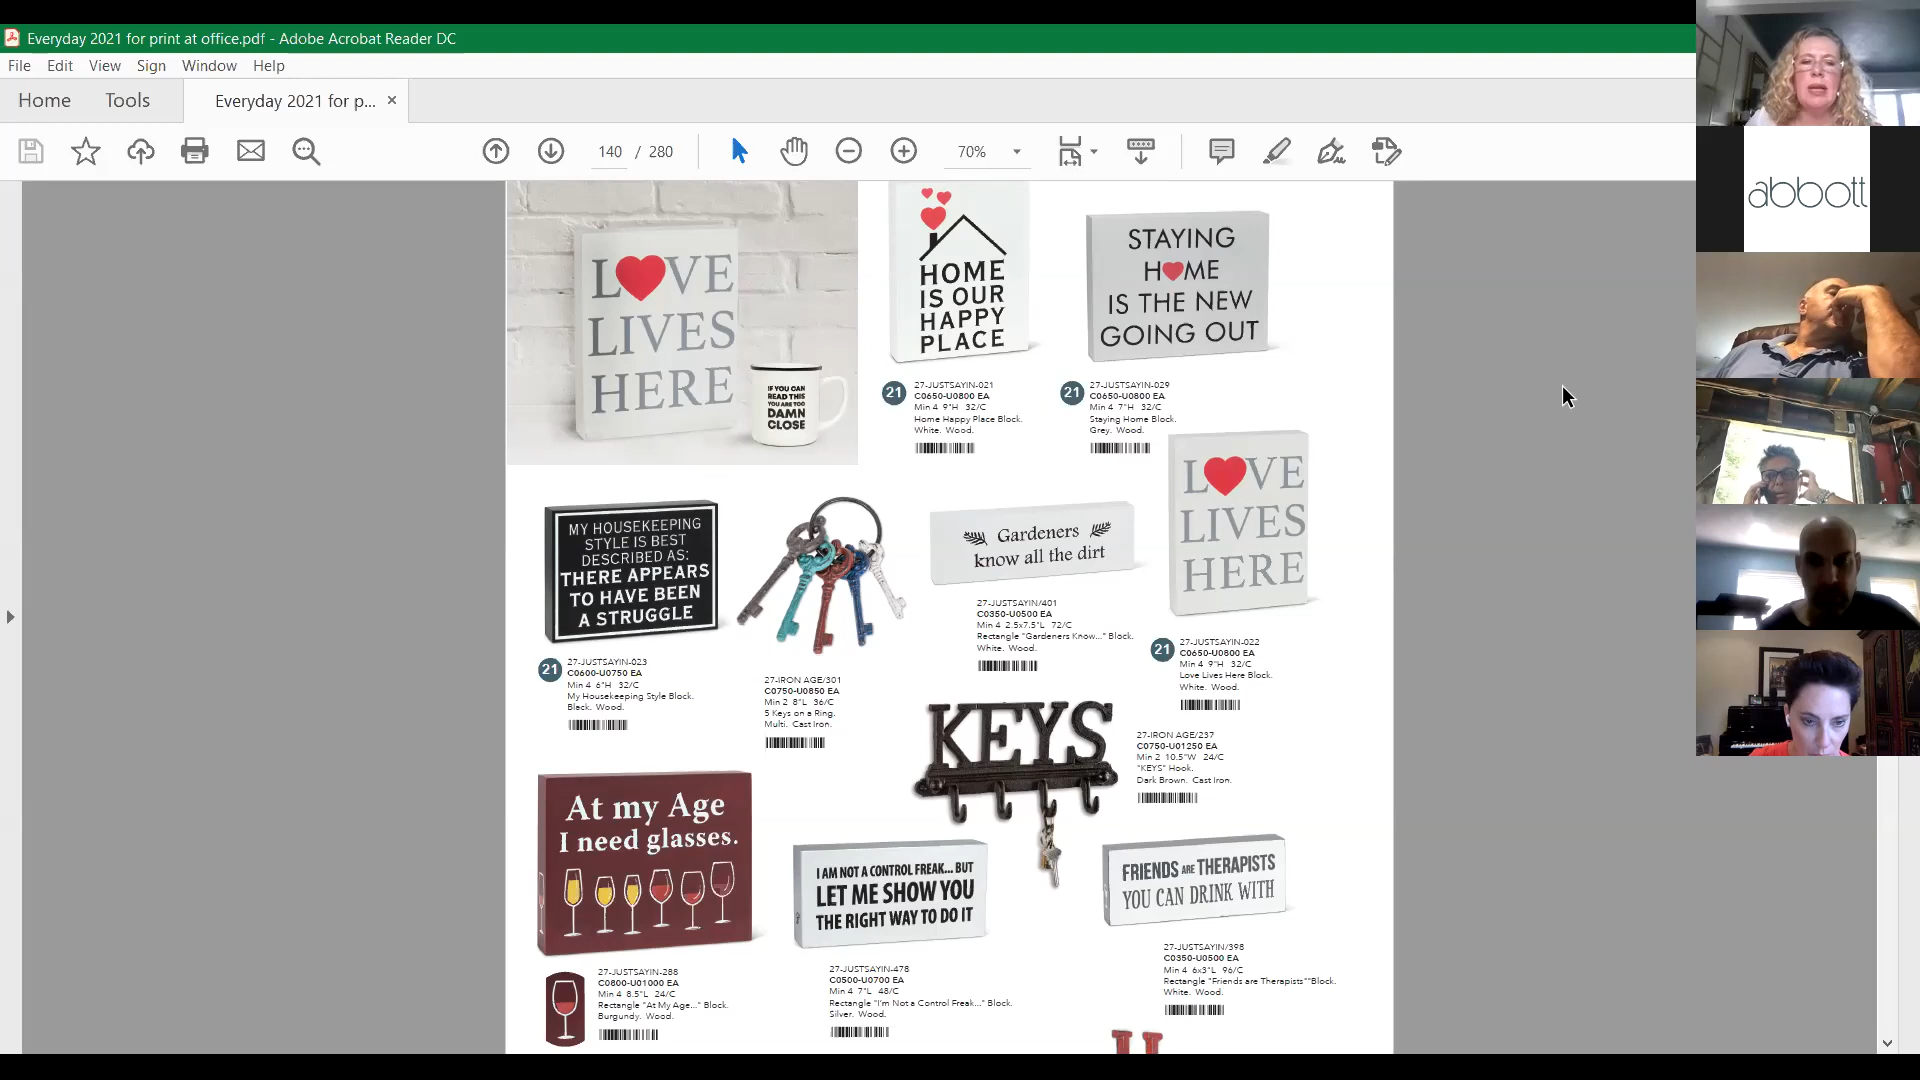 Everyday 2021 for print at office.pdf - Adobe Acrobat Reader DC
File Edit View Sign Window Help
Home Tools Everyday 2021 for p... ×
140 / 280 70%
abbott
LOVE
LIVES
HERE
IF YOU CAN
READ THIS
YOU ARE TOO
DAMN
CLOSE
HOME
IS OUR
HAPPY
PLACE
STAYING
HOME
IS THE NEW
GOING OUT
21
27-JUSTSAYIN-021
C0650-U0800 EA
Min 4 9"H 32/C
Home Happy Place Block.
White. Wood.
21
27-JUSTSAYIN-029
C0650-U0800 EA
Min 4 7"H 32/C
Staying Home Block.
Grey. Wood.
MY HOUSEKEEPING
STYLE IS BEST
DESCRIBED AS:
THERE APPEARS
TO HAVE BEEN
A STRUGGLE
Gardeners
know all the dirt
LOVE
LIVES
HERE
27-JUSTSAYIN/401
C0350-U0500 EA
Min 4 2.5x7.5"L 72/C
Rectangle "Gardeners Know..." Block.
White. Wood.
21
27-JUSTSAYIN-022
C0650-U0800 EA
Min 4 9"H 32/C
Love Lives Here Block.
White. Wood.
21
27-JUSTSAYIN-023
C0600-U0750 EA
Min 4 6"H 32/C
My Housekeeping Style Block.
Black. Wood.
27-IRON AGE/301
C0750-U0850 EA
Min 2 8"L 36/C
5 Keys on a Ring.
Multi. Cast Iron.
KEYS
27-IRON AGE/237
C0750-U01250 EA
Min 2 10.5"W 24/C
"KEYS" Hook.
Dark Brown. Cast Iron.
At my Age
I need glasses.
I AM NOT A CONTROL FREAK... BUT
LET ME SHOW YOU
THE RIGHT WAY TO DO IT
FRIENDS ARE THERAPISTS
YOU CAN DRINK WITH
27-JUSTSAYIN-288
C0800-U01000 EA
Min 4 8.5"L 24/C
Rectangle "At My Age..." Block.
Burgundy. Wood.
27-JUSTSAYIN-478
C0500-U0700 EA
Min 4 7"L 48/C
Rectangle "I'm Not a Control Freak..." Block.
Silver. Wood.
27-JUSTSAYIN/398
C0350-U0500 EA
Min 4 6x3"L 96/C
Rectangle "Friends are Therapists""Block.
White. Wood.